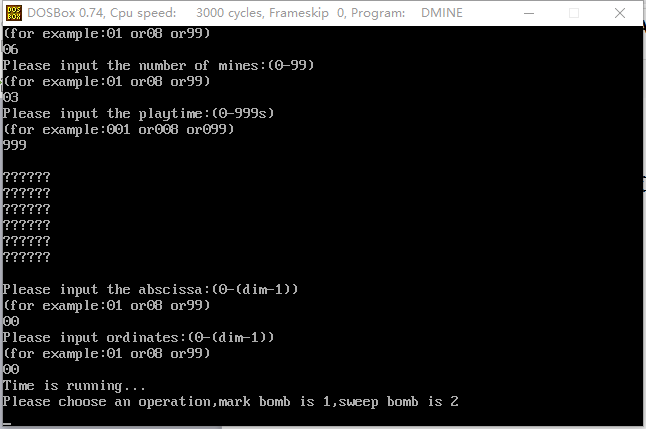 DOS BOX DOSBox 0.74, Cpu speed: 3000 cycles, Frameskip 0, Program: DMINE
(for example:01 or08 or99)
06
Please input the number of mines:(0-99)
(for example:01 or08 or99)
03
Please input the playtime:(0-999s)
(for example:001 or008 or099)
999
??????
??????
??????
??????
??????
??????
Please input the abscissa:(0-(dim-1))
(for example:01 or08 or99)
00
Please input ordinates:(0-(dim-1))
(for example:01 or08 or99)
00
Time is running...
Please choose an operation,mark bomb is 1,sweep bomb is 2
_